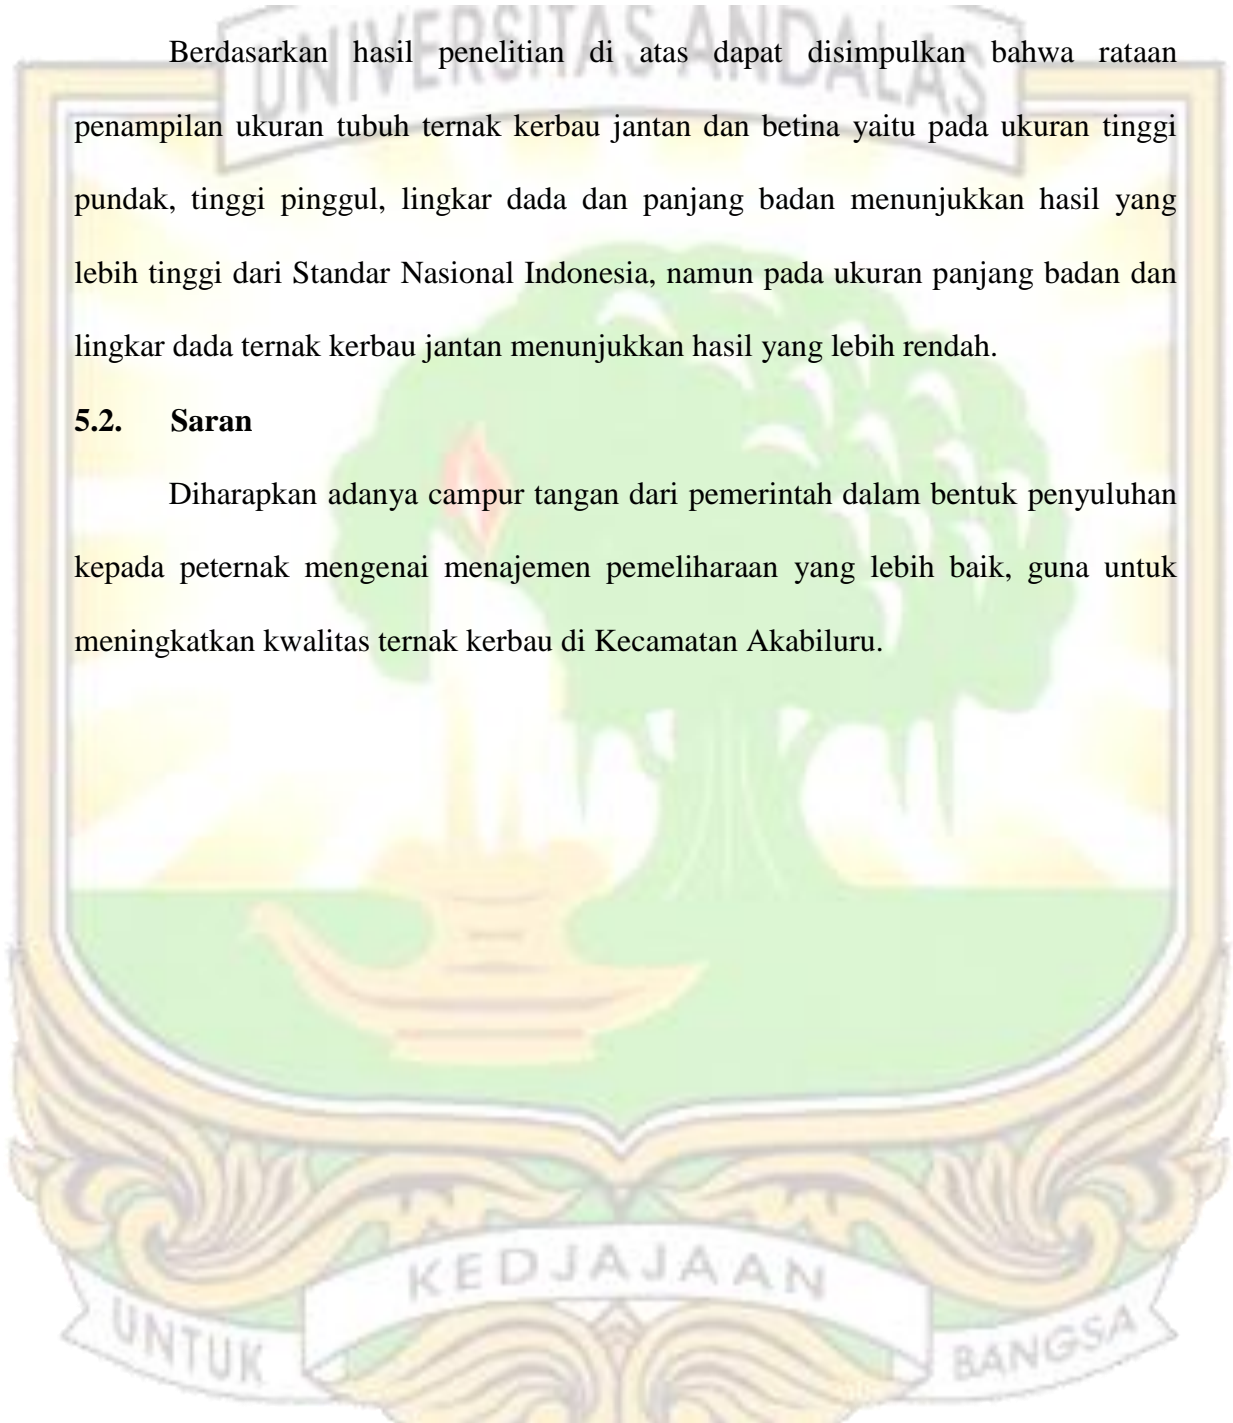 UNIVERSITAS ANDALAS
Berdasarkan hasil penelitian di atas dapat disimpulkan bahwa rataan
penampilan ukuran tubuh ternak kerbau jantan dan betina yaitu pada ukuran tinggi
pundak, tinggi pinggul, lingkar dada dan panjang badan menunjukkan hasil yang
lebih tinggi dari Standar Nasional Indonesia, namun pada ukuran panjang badan dan
lingkar dada ternak kerbau jantan menunjukkan hasil yang lebih rendah.
5.2. Saran
Diharapkan adanya campur tangan dari pemerintah dalam bentuk penyuluhan
kepada peternak mengenai menajemen pemeliharaan yang lebih baik, guna untuk
meningkatkan kwalitas ternak kerbau di Kecamatan Akabiluru.
UNTUK KEDJAJAAN BANGSA